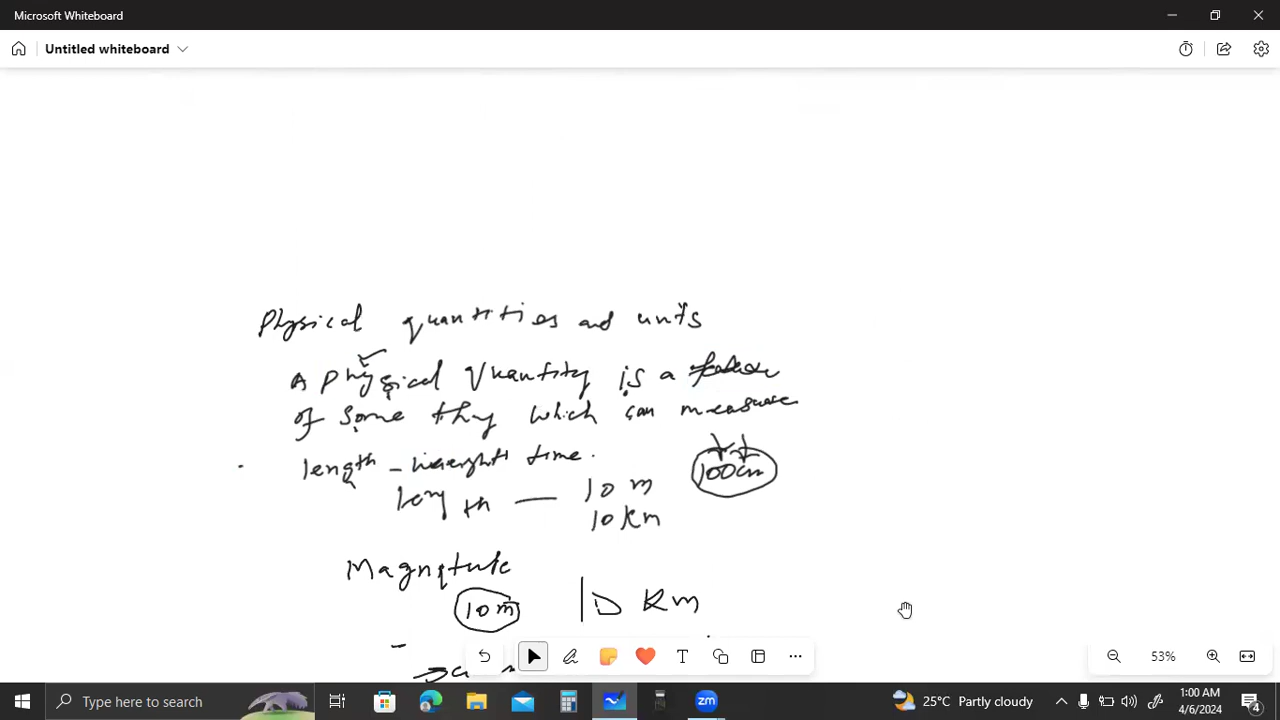 Microsoft Whiteboard
Untitled whiteboard
Physical quantities and units
A physical quantity is a
of some thing which can measure
length - weight time.
100cm
length — 10 m
10 Km
Magnitude
10m
10 Km
53%
Type here to search
25°C Partly cloudy
1:00 AM
4/6/2024
4